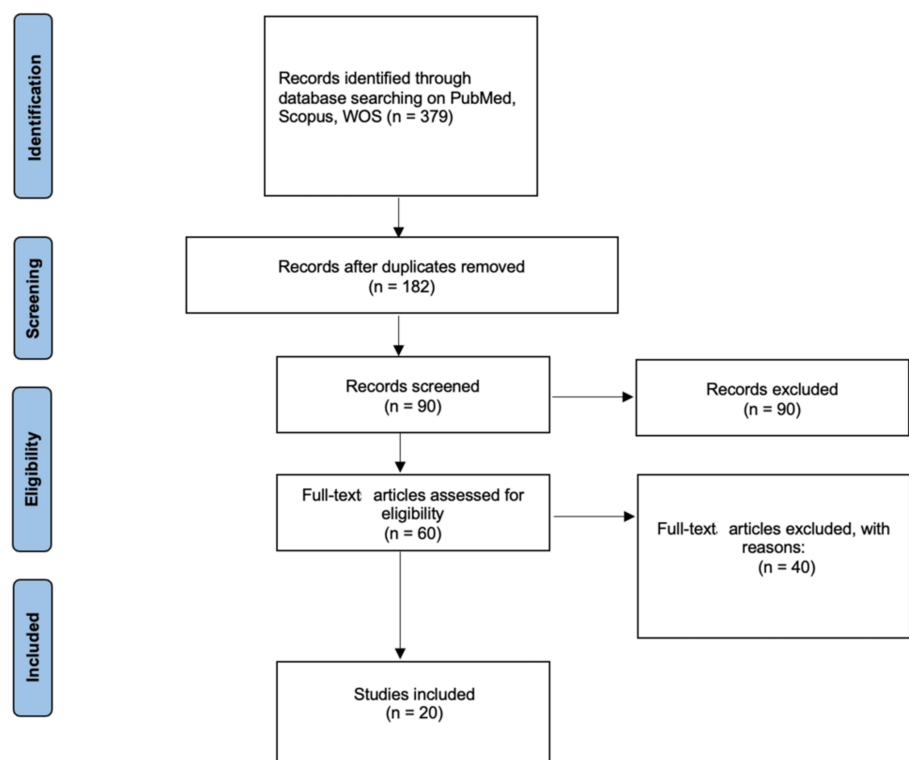 Identification
Records identified through
database searching on PubMed,
Scopus, WOS (n = 379)
Screening
Records after duplicates removed
(n = 182)
Records screened
(n = 90)
Records excluded
(n = 90)
Eligibility
Full-text articles assessed for
eligibility
(n = 60)
Full-text articles excluded, with
reasons:
(n = 40)
Included
Studies included
(n = 20)